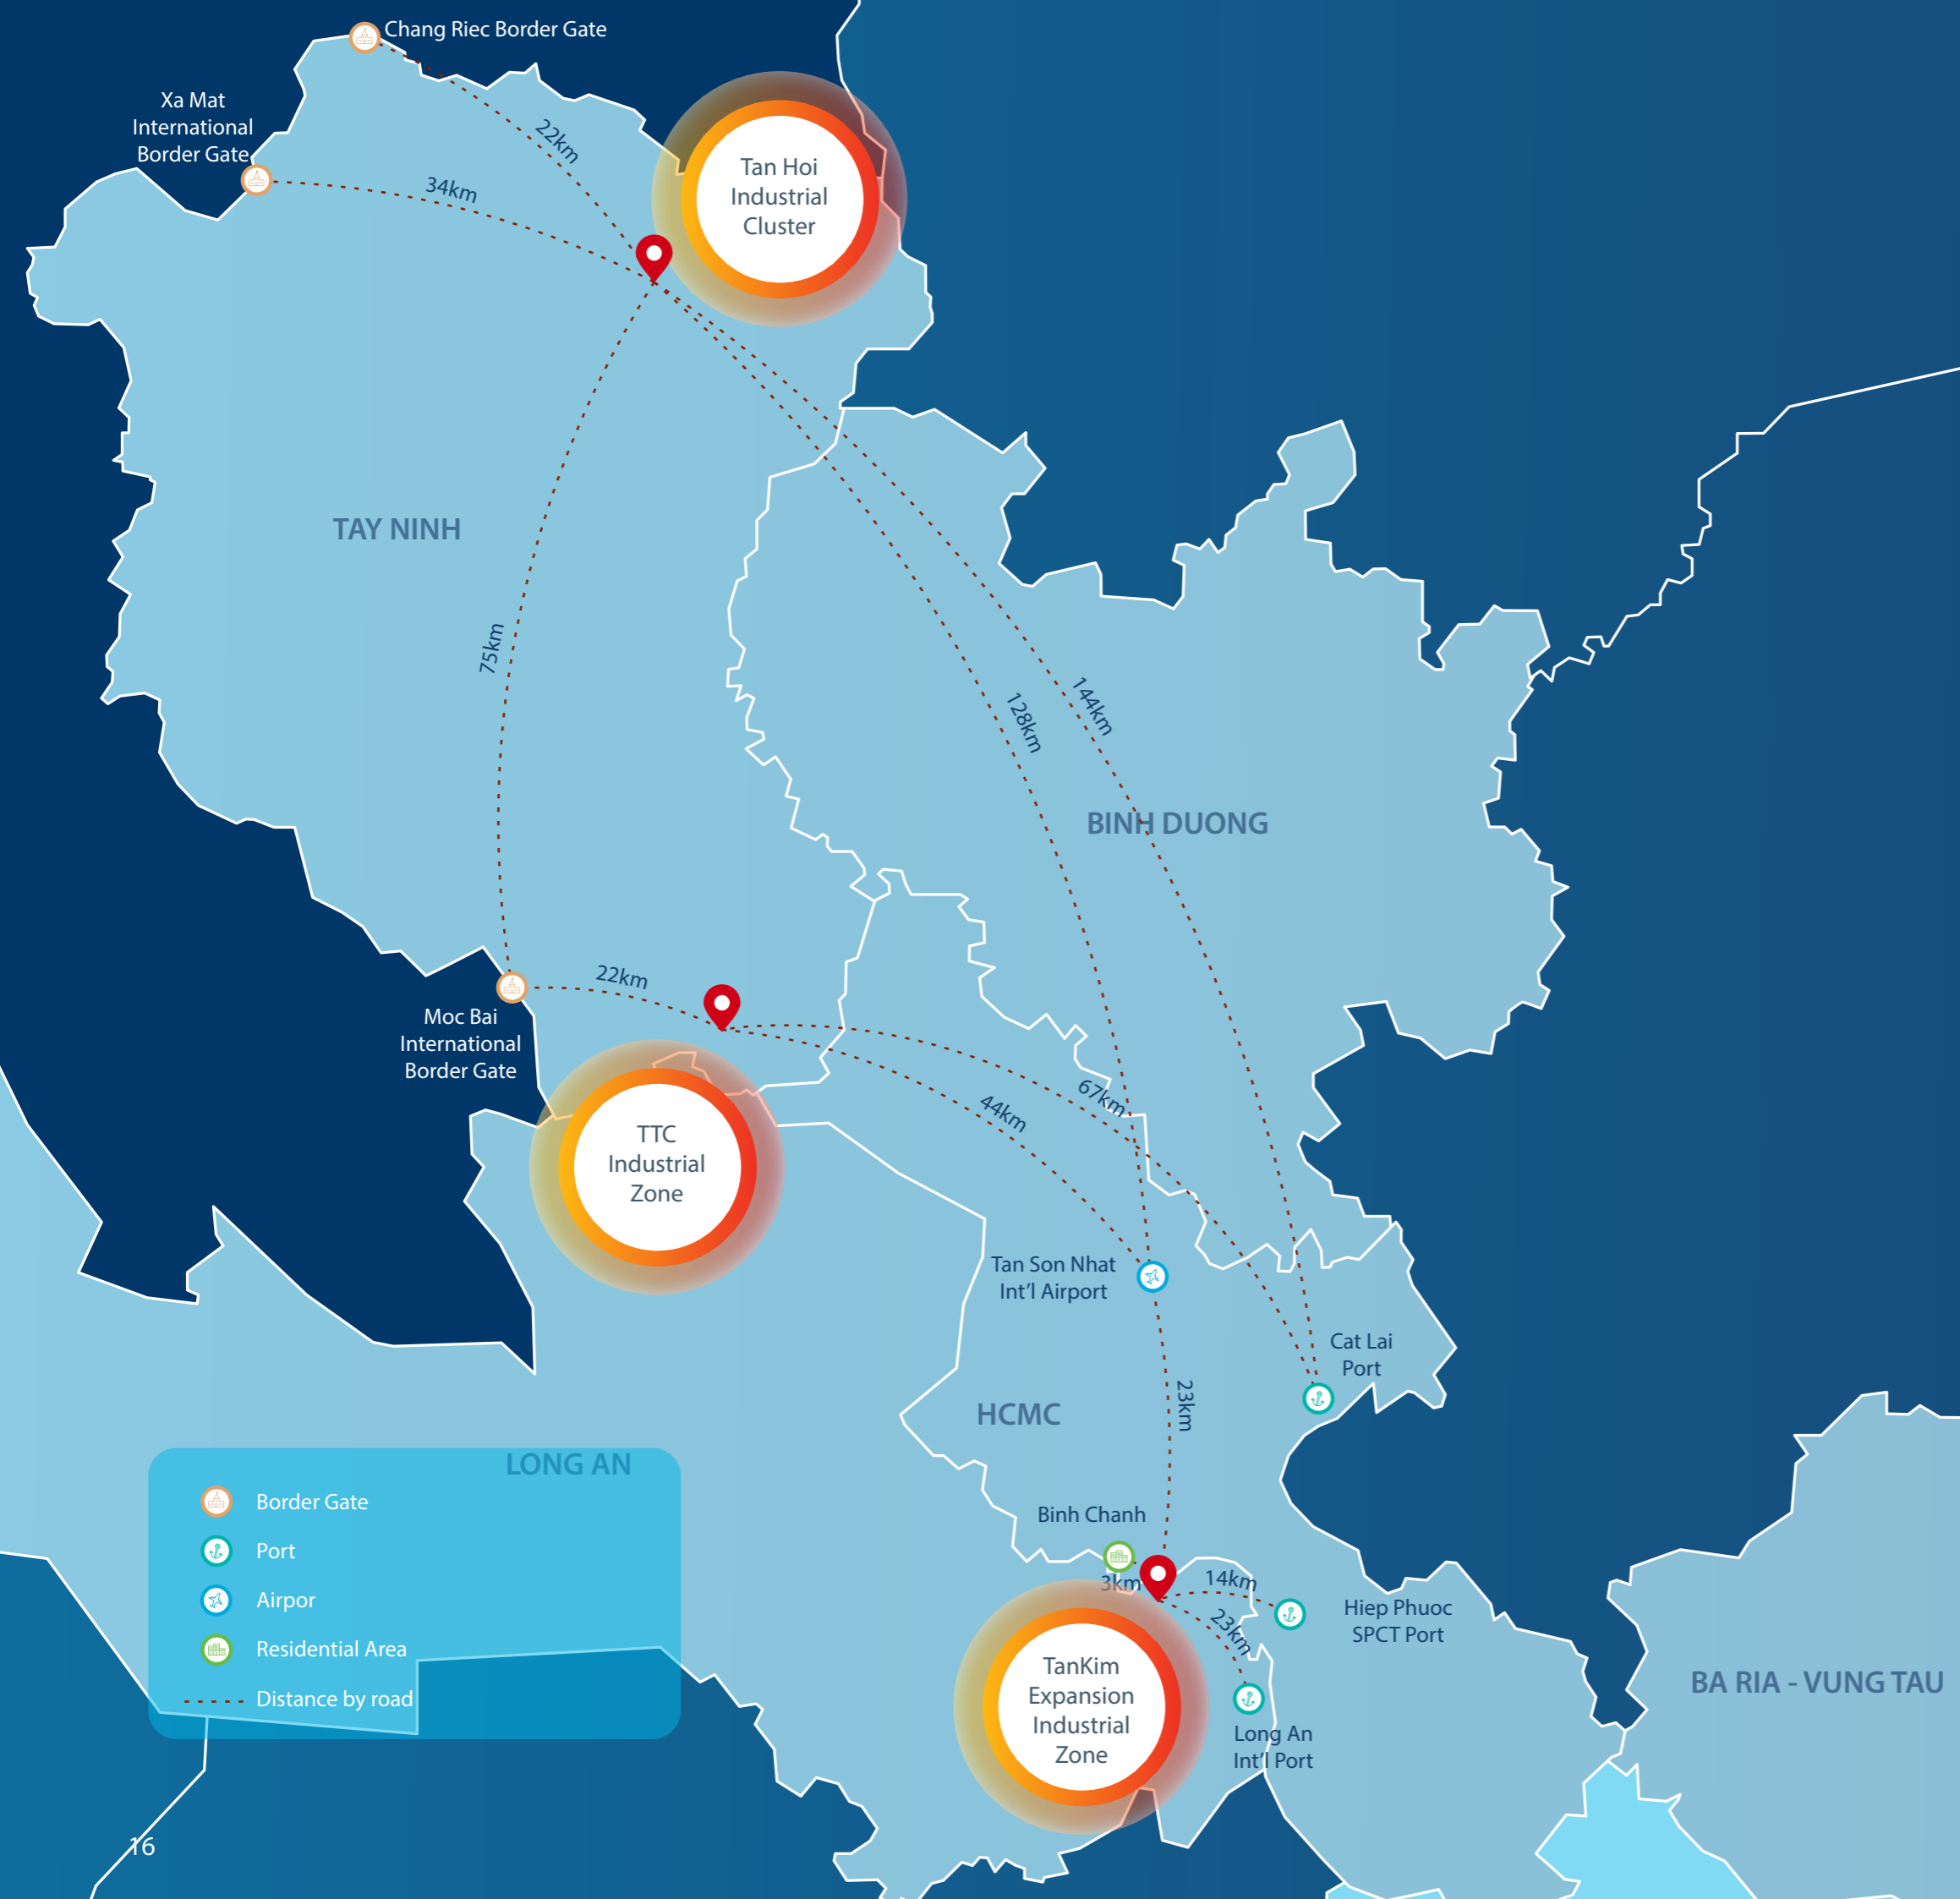 Chang Riec Border Gate
Xa Mat
International
Border Gate
22km
34km
Tan Hoi
Industrial
Cluster
TAY NINH
75km
128km
144km
BINH DUONG
22km
Moc Bai
International
Border Gate
67km
44km
TTC
Industrial
Zone
Tan Son Nhat
Int'l Airport
Cat Lai
Port
23km
HCMC
LONG AN
Border Gate
Port
Airpor
Residential Area
Distance by road
Binh Chanh
3km
14km
23km
Hiep Phuoc
SPCT Port
TanKim
Expansion
Industrial
Zone
Long An
Int'l Port
BA RIA - VUNG TAU
16